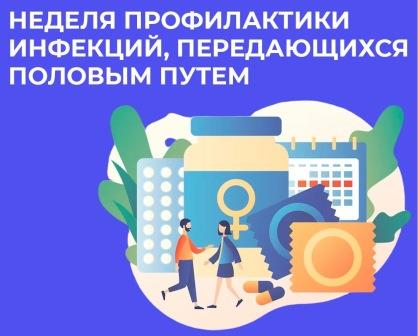 НЕДЕЛЯ ПРОФИЛАКТИКИ
ИНФЕКЦИЙ, ПЕРЕДАЮЩИХСЯ
ПОЛОВЫМ ПУТЕМ